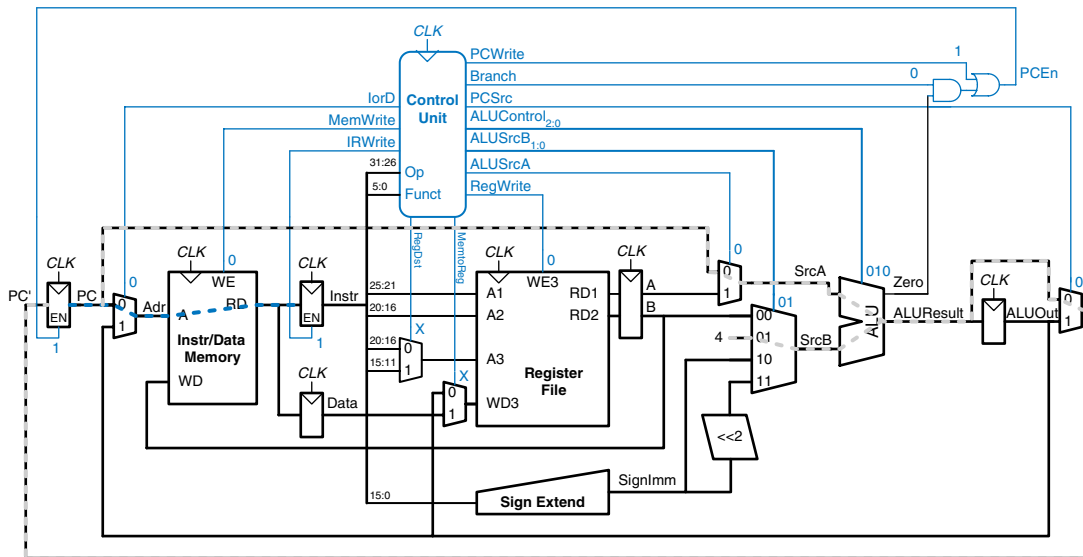 CLK
PCWrite
1
Branch
0
PCEn
IorD
Control
Unit
PCSrc
MemWrite
ALUControl2:0
IRWrite
ALUSrcB1:0
31:26
Op
ALUSrcA
5:0
Funct
RegWrite
RegDst
MemtoReg
CLK
0
CLK
0
CLK
CLK
0
CLK
0
SrcA
010
CLK
0
PC'
PC
EN
1
0
1
Adr
WE
A
RD
Instr/Data
Memory
WD
EN
1
Instr
25:21
20:16
A1
A2
WE3
RD1
RD2
A
B
0
1
01
00
01
10
11
4
SrcB
ALU
Zero
ALUResult
ALUOut
0
1
X
20:16
15:11
0
1
A3
X
CLK
Data
0
1
WD3
Register
File
<<2
SignImm
15:0
Sign Extend